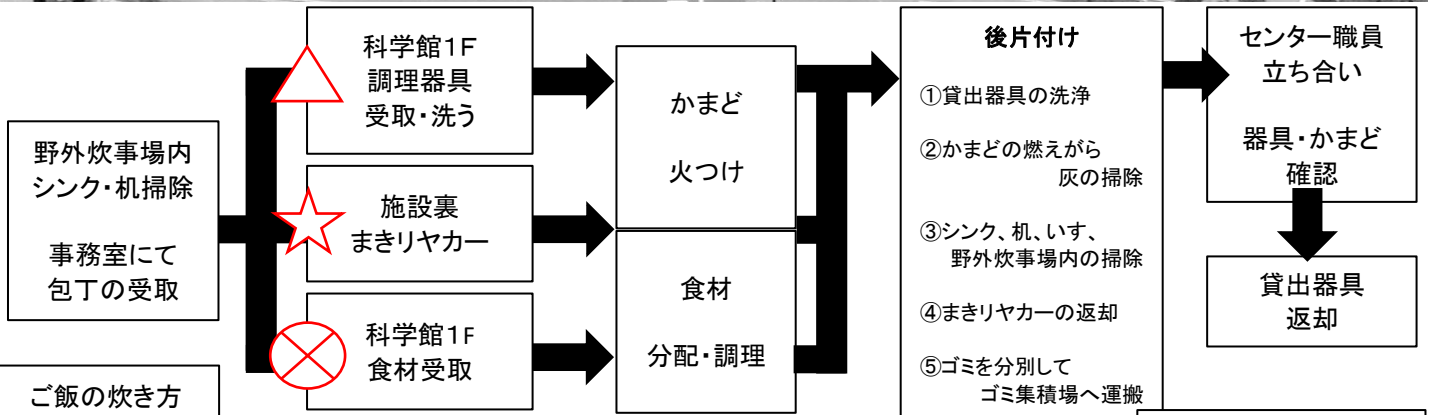 野外炊事場内
シンク・机掃除
事務室にて
包丁の受取
科学館1F
調理器具
受取・洗う
施設裏
まきリヤカー
科学館1F
食材受取
かまど
火つけ
食材
分配・調理
後片付け
①貸出器具の洗浄
②かまどの燃えがら
灰の掃除
③シンク、机、いす、
野外炊事場内の掃除
④まきリヤカーの返却
⑤ゴミを分別して
ゴミ集積場へ運搬
センター職員
立ち合い
器具・かまど
確認
貸出器具
返却
ご飯の炊き方